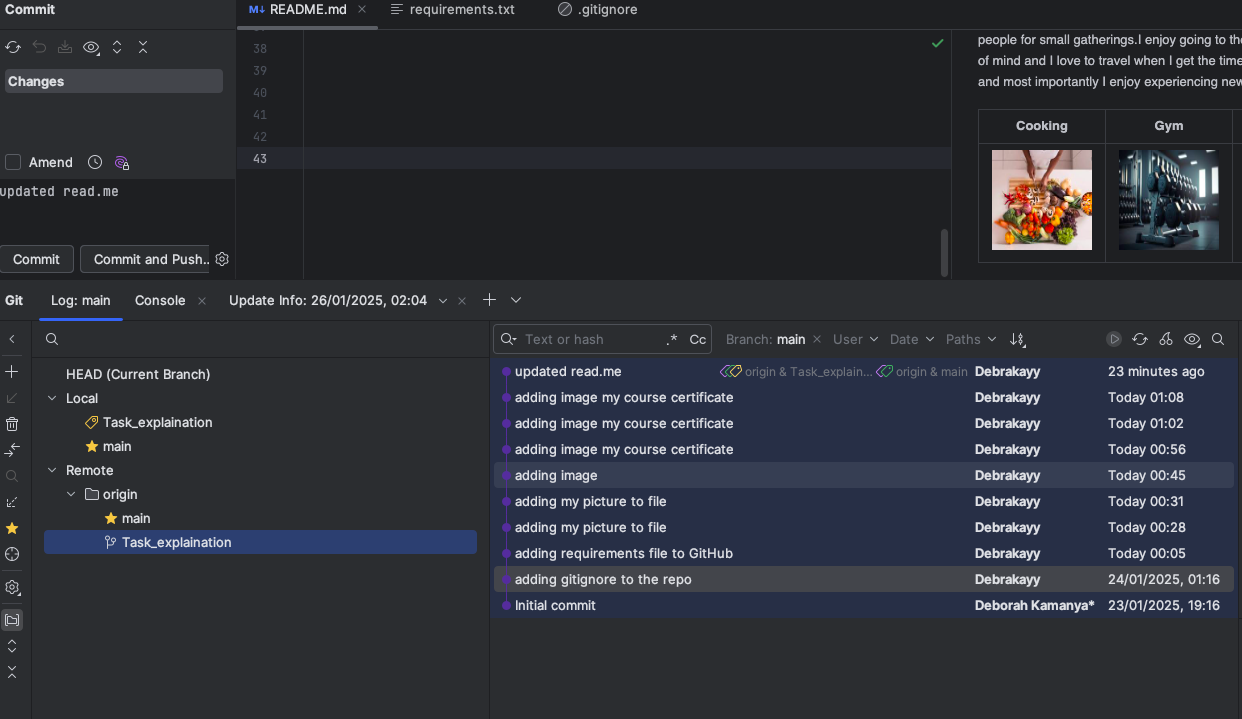 Commit
M↓ README.md
requirements.txt
.gitignore
Changes
Amend
updated read.me
Commit
Commit and Push..
38
39
40
41
42
43
people for small gatherings.I enjoy going to the
of mind and I love to travel when I get the time
and most importantly I enjoy experiencing new
Cooking Gym
Git Log: main Console Update Info: 26/01/2025, 02:04
HEAD (Current Branch)
Local
Task_explaination
main
Remote
origin
main
Task_explaination
Text or hash .* Cc Branch: main User Date Paths
updated read.me origin & Task_explain... origin & main Debrakayy 23 minutes ago
adding image my course certificate Debrakayy Today 01:08
adding image my course certificate Debrakayy Today 01:02
adding image my course certificate Debrakayy Today 00:56
adding image Debrakayy Today 00:45
adding my picture to file Debrakayy Today 00:31
adding my picture to file Debrakayy Today 00:28
adding requirements file to GitHub Debrakayy Today 00:05
adding gitignore to the repo Debrakayy 24/01/2025, 01:16
Initial commit Deborah Kamanya* 23/01/2025, 19:16